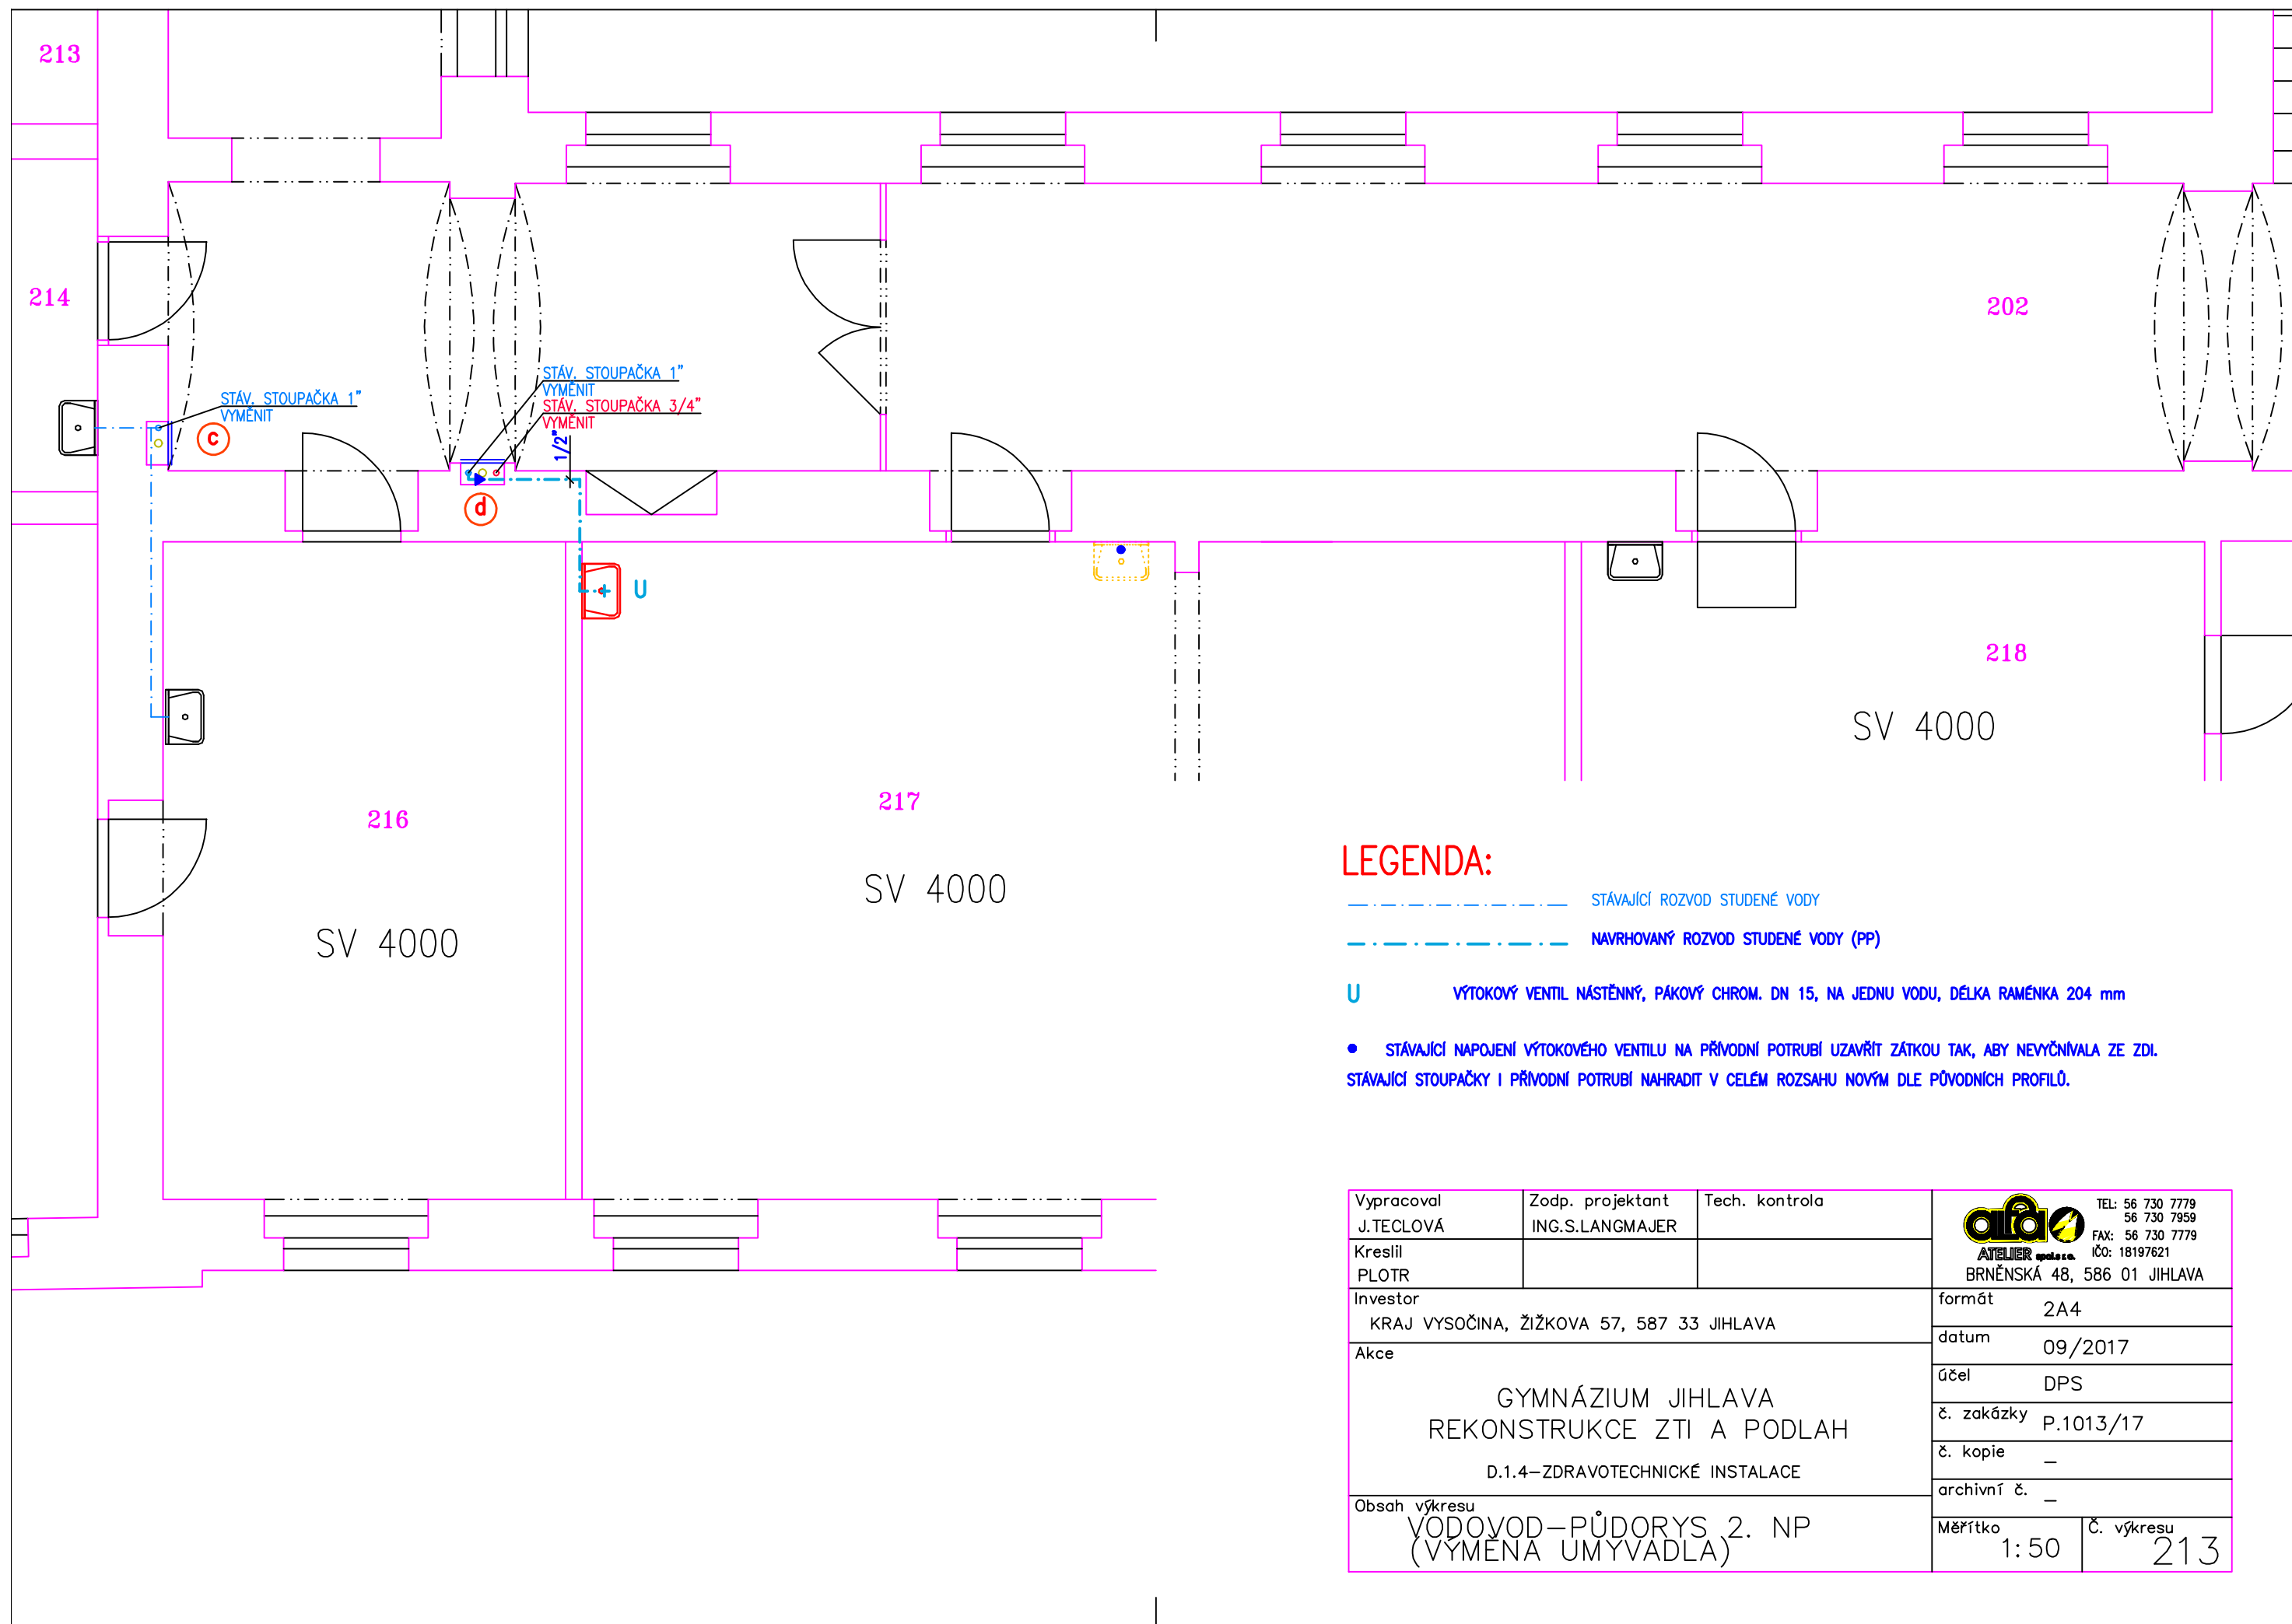 213
214
202
STÁV. STOUPAČKA 1"
VYMĚNIT
STÁV. STOUPAČKA 3/4"
VYMĚNIT
STÁV. STOUPAČKA 1"
VYMĚNIT
c
1/2"
d
U
218
SV 4000
217
216
SV 4000
SV 4000
LEGENDA:
STÁVAJÍCÍ ROZVOD STUDENÉ VODY
NAVRHOVANÝ ROZVOD STUDENÉ VODY (PP)
U VÝTOKOVÝ VENTIL NÁSTĚNNÝ, PÁKOVÝ CHROM. DN 15, NA JEDNU VODU, DÉLKA RAMÉNKA 204 mm
• STÁVAJÍCÍ NAPOJENÍ VÝTOKOVÉHO VENTILU NA PŘÍVODNÍ POTRUBÍ UZAVŘÍT ZÁTKOU TAK, ABY NEVYČNÍVALA ZE ZDI.
STÁVAJÍCÍ STOUPAČKY I PŘÍVODNÍ POTRUBÍ NAHRADIT V CELÉM ROZSAHU NOVÝM DLE PŮVODNÍCH PROFILŮ.
Vypracoval
J.TECLOVÁ
Zodp. projektant
ING.S.LANGMAJER
Tech. kontrola
Kreslil
PLOTR
alfa
ATELIER spol.s r.o.
TEL: 56 730 7779
56 730 7959
FAX: 56 730 7779
IČO: 18197621
BRNĚNSKÁ 48, 586 01 JIHLAVA
Investor
KRAJ VYSOČINA, ŽIŽKOVA 57, 587 33 JIHLAVA
formát 2A4
datum 09/2017
účel DPS
č. zakázky P.1013/17
č. kopie –
archivní č. –
Akce
GYMNÁZIUM JIHLAVA
REKONSTRUKCE ZTI A PODLAH
D.1.4–ZDRAVOTECHNICKÉ INSTALACE
Obsah výkresu
VODOVOD–PŮDORYS 2. NP
(VÝMĚNA UMYVADLA)
Měřítko
1:50
Č. výkresu
213